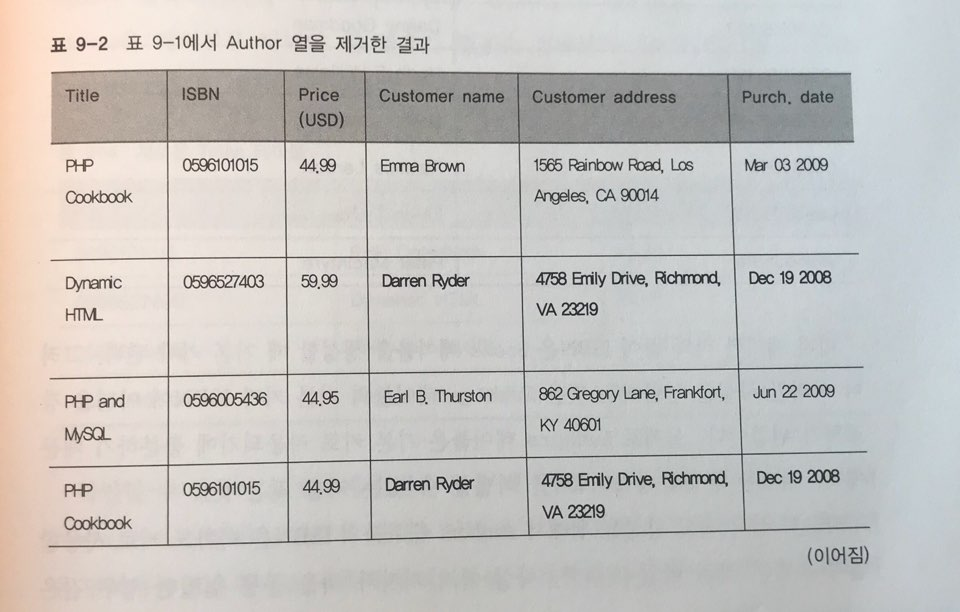 표 9-2 표 9-1에서 Author 열을 제거한 결과
Title ISBN Price (USD) Customer name Customer address Purch. date
PHP Cookbook 0596101015 44.99 Emma Brown 1565 Rainbow Road, Los Angeles, CA 90014 Mar 03 2009
Dynamic HTML 0596527403 59.99 Darren Ryder 4758 Emily Drive, Richmond, VA 23219 Dec 19 2008
PHP and MySQL 0596005436 44.95 Earl B. Thurston 862 Gregory Lane, Frankfort, KY 40601 Jun 22 2009
PHP Cookbook 0596101015 44.99 Darren Ryder 4758 Emily Drive, Richmond, VA 23219 Dec 19 2008
(이어짐)